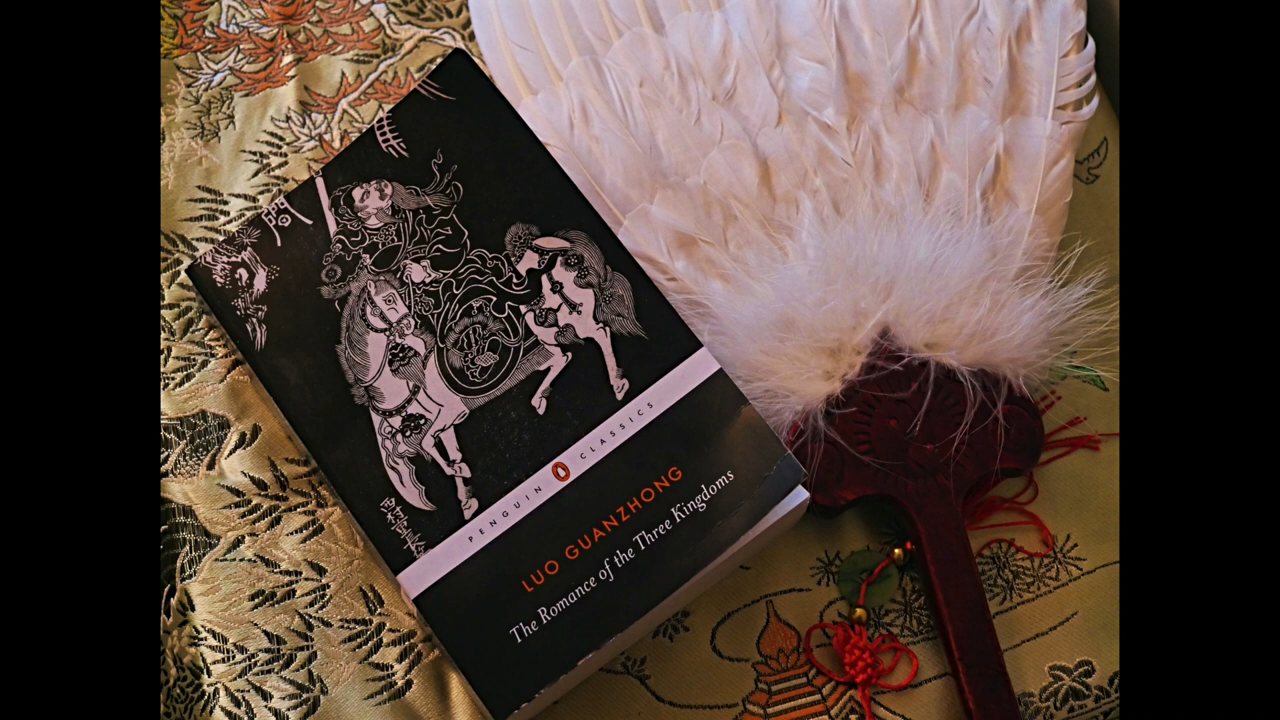 PENGUIN CLASSICS
LUO GUANZHONG
The Romance of the Three Kingdoms